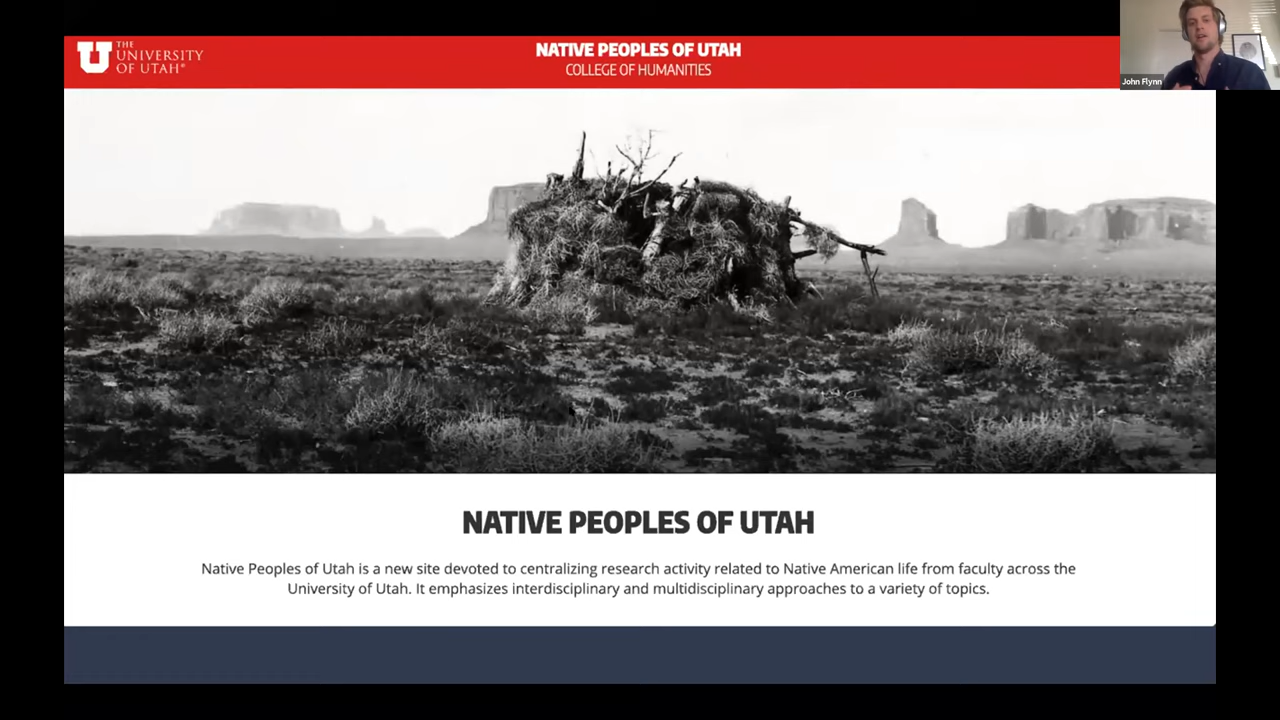 THE
UNIVERSITY
OF UTAH®
NATIVE PEOPLES OF UTAH
COLLEGE OF HUMANITIES
John Flynn
NATIVE PEOPLES OF UTAH
Native Peoples of Utah is a new site devoted to centralizing research activity related to Native American life from faculty across the
University of Utah. It emphasizes interdisciplinary and multidisciplinary approaches to a variety of topics.